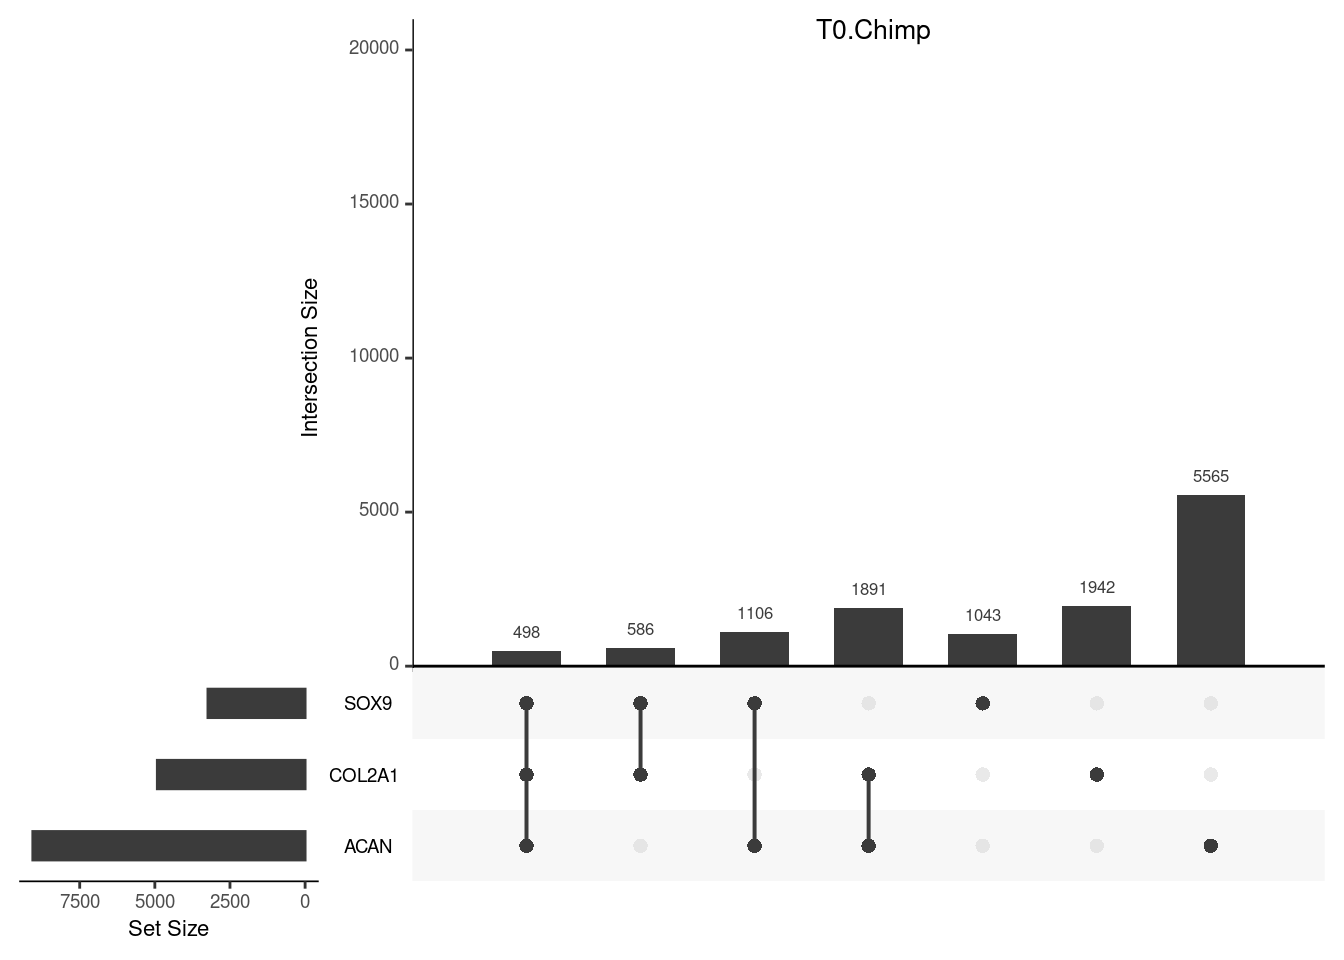 T0.Chimp
20000
15000
10000
5000
0
Intersection Size
498
586
1106
1891
1043
1942
5565
SOX9
COL2A1
ACAN
7500 5000 2500 0
Set Size